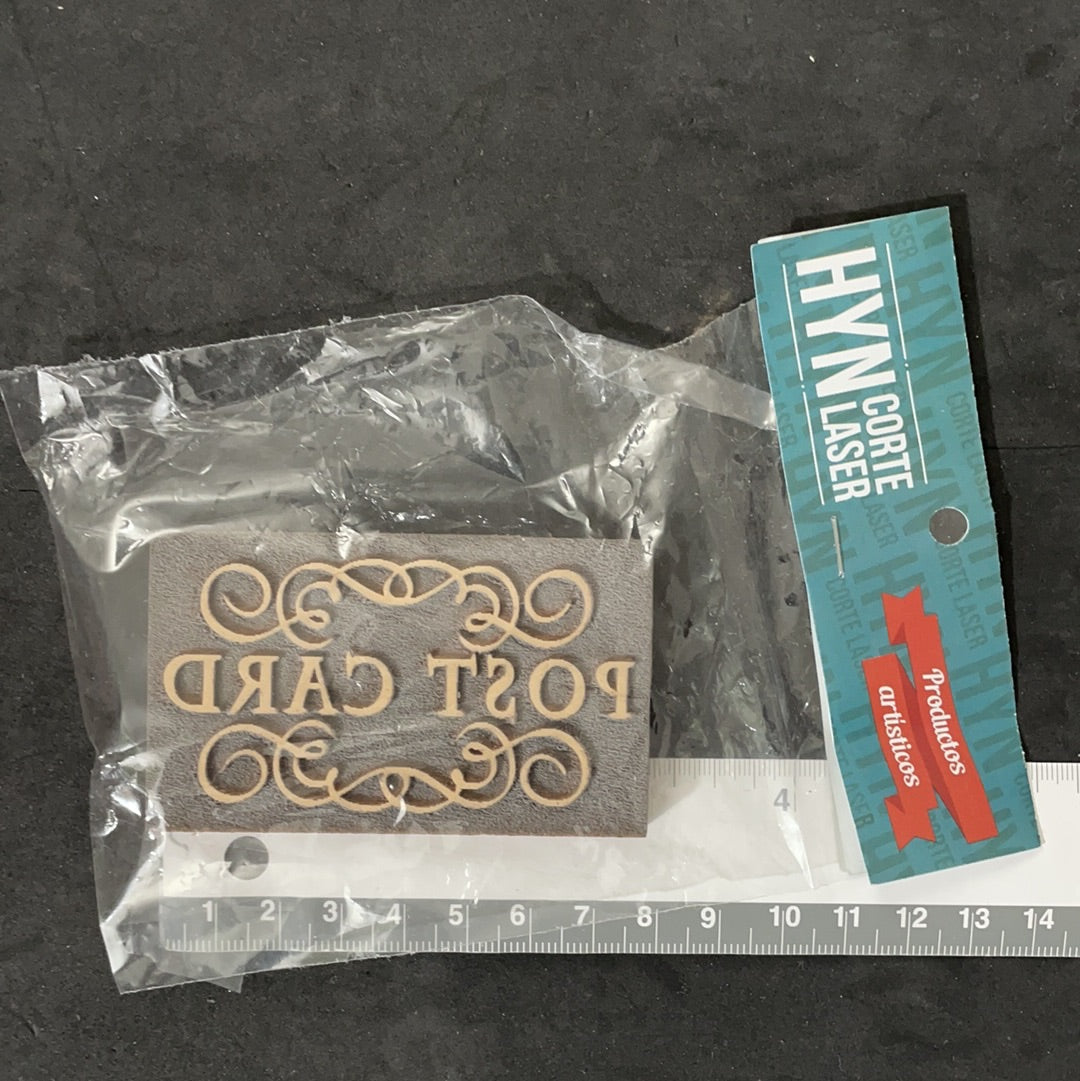 POST CARD
HYN
CORTE
LASER
Productos
artísticos
4
1 2 3 4 5 6 7 8 9 10 11 12 13 14